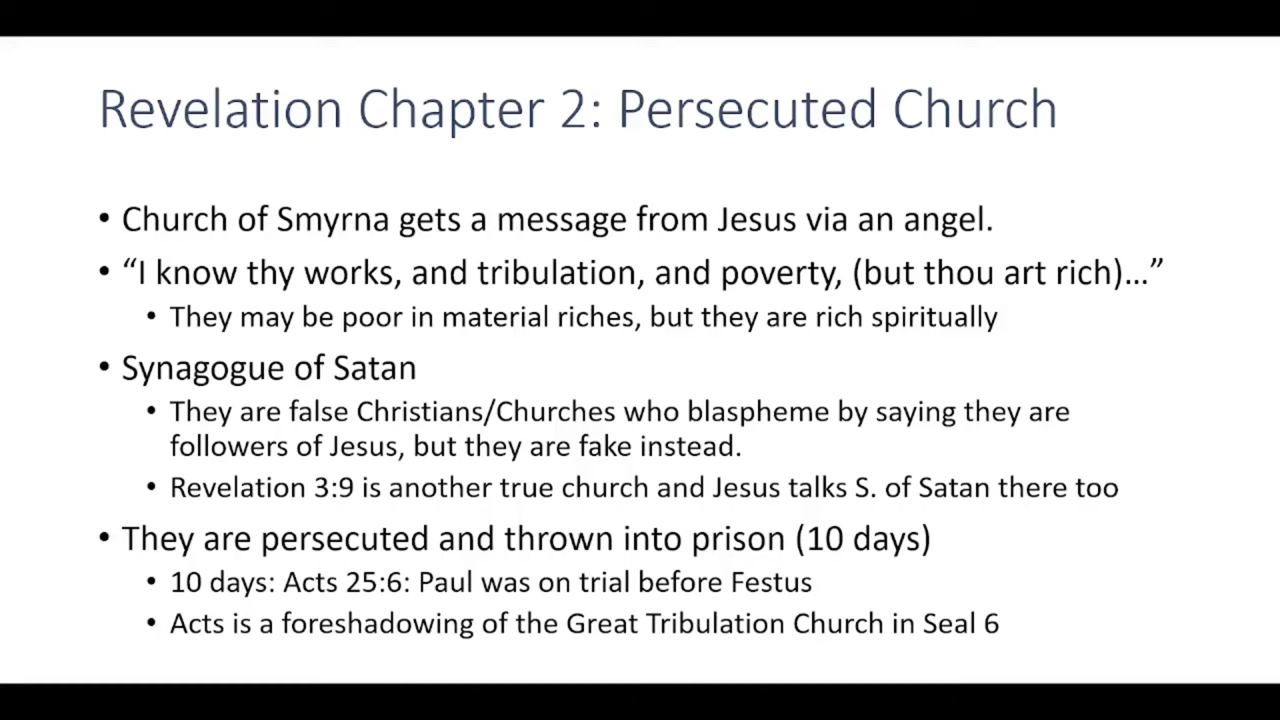 Revelation Chapter 2: Persecuted Church
• Church of Smyrna gets a message from Jesus via an angel.
• “I know thy works, and tribulation, and poverty, (but thou art rich)…”
• They may be poor in material riches, but they are rich spiritually
• Synagogue of Satan
• They are false Christians/Churches who blaspheme by saying they are
followers of Jesus, but they are fake instead.
• Revelation 3:9 is another true church and Jesus talks S. of Satan there too
• They are persecuted and thrown into prison (10 days)
• 10 days: Acts 25:6: Paul was on trial before Festus
• Acts is a foreshadowing of the Great Tribulation Church in Seal 6